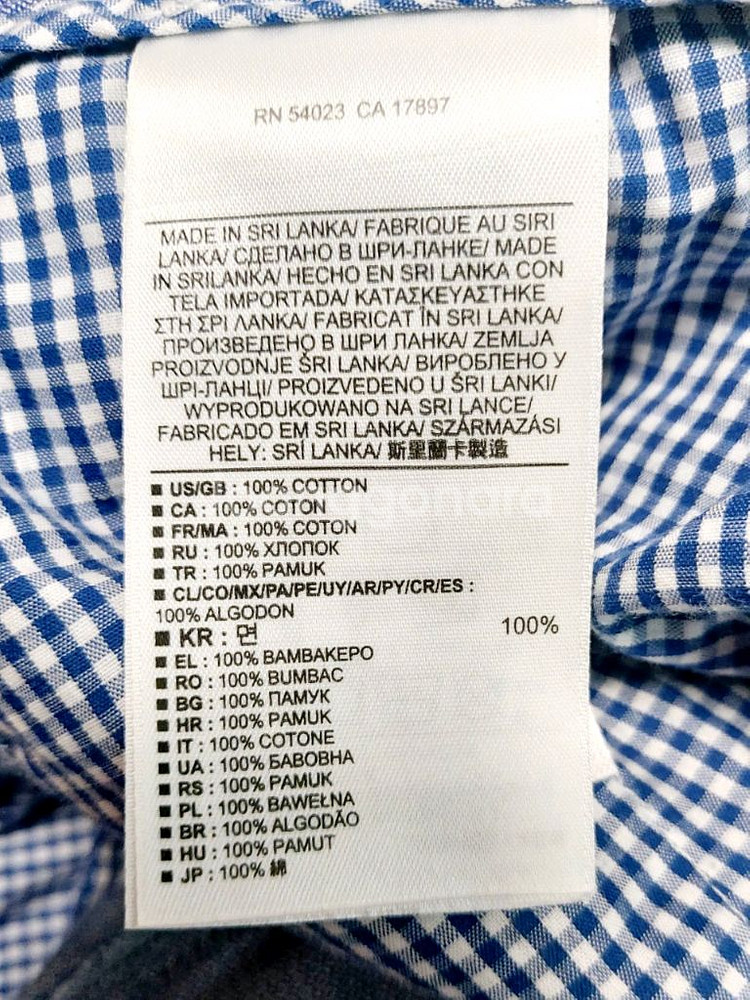 RN 54023 CA 17897
MADE IN SRI LANKA/ FABRIQUE AU SIRI
LANKA/ СДЕЛАНО В ШРИ-ЛАНКЕ/ MADE
IN SRILANKA/ HECHO EN SRI LANKA CON
TELA IMPORTADA/ ΚΑΤΑΣΚΕΥΑΣΤΗΚΕ
ΣΤΗ ΣΡΙ ΛΑΝΚΑ/ FABRICAT ÎN SRI LANKA/
ПРОИЗВЕДЕНО В ШРИ ЛАНКА/ ZEMLJA
PROIZVODNJE ŠRI LANKA/ ВИРОБЛЕНО У
ШРІ-ЛАНЦІ/ PROIZVEDENO U ŠRI LANKI/
WYPRODUKOWANO NA SRI LANCE/
FABRICADO EM SRI LANKA/ SZÁRMAZÁSI
HELY: SRÍ LANKA/ 斯里蘭卡製造
■ US/GB : 100% COTTON
■ CA : 100% COTON
■ FR/MA : 100% COTON
■ RU : 100% ХЛОПОК
■ TR : 100% PAMUK
■ CL/CO/MX/PA/PE/UY/AR/PY/CR/ES :
100% ALGODON
■ KR : 면 100%
■ EL : 100% ΒΑΜΒΑΚΕΡΟ
■ RO : 100% BUMBAC
■ BG : 100% ПАМУК
■ HR : 100% PAMUK
■ IT : 100% COTONE
■ UA : 100% БАВОВНА
■ RS : 100% PAMUK
■ PL : 100% BAWEŁNA
■ BR : 100% ALGODÃO
■ HU : 100% PAMUT
■ JP : 100% 綿